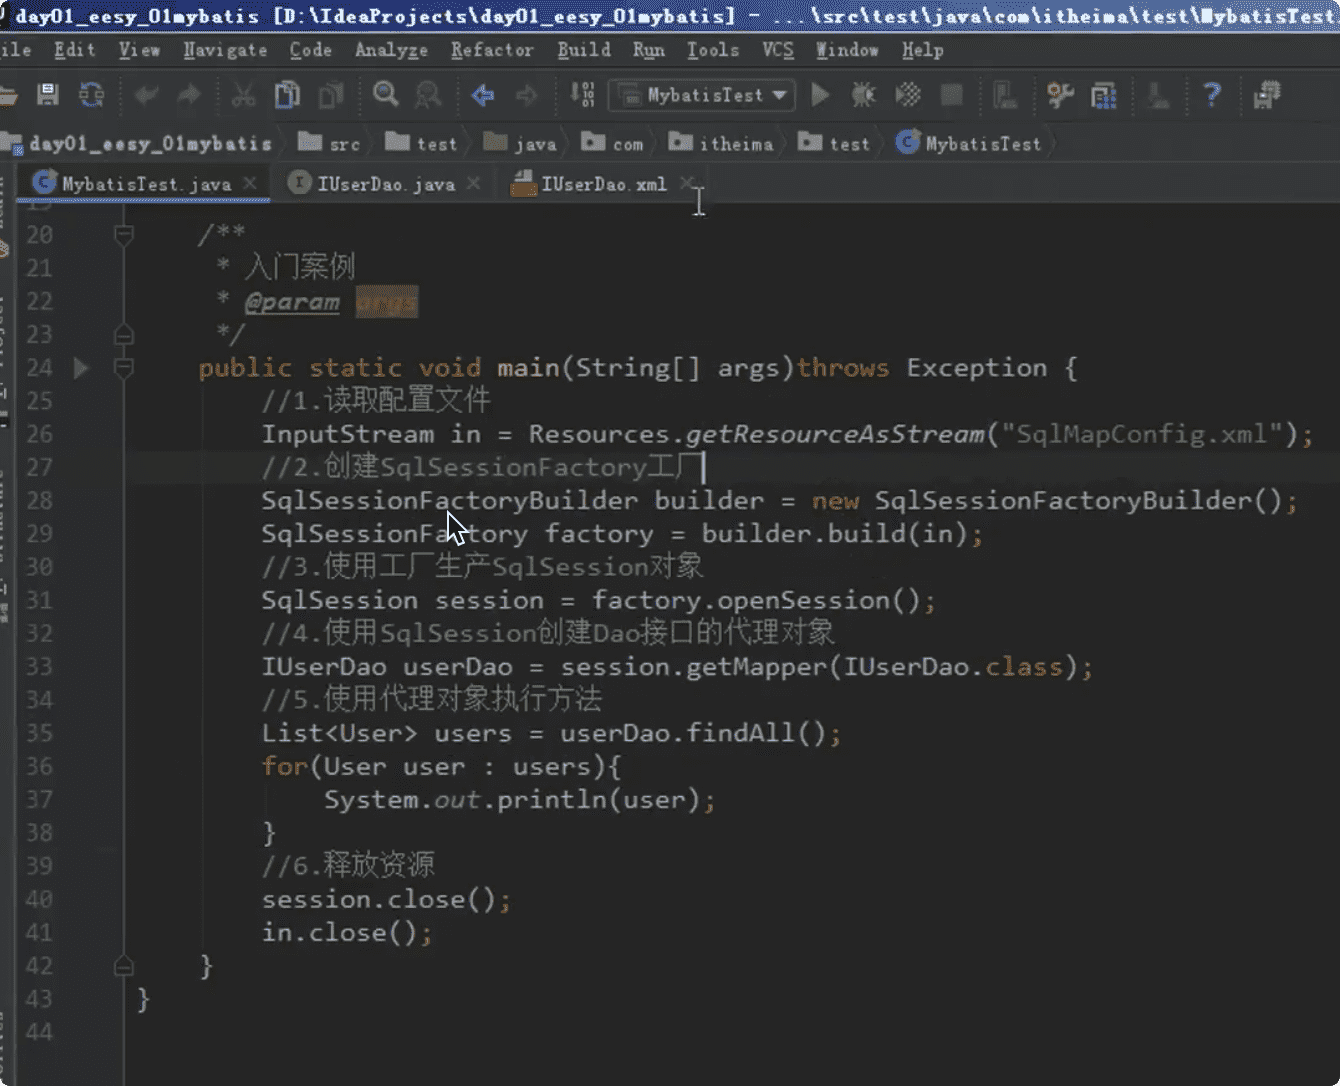 day01_eesy_01mybatis [D:\IdeaProjects\day01_eesy_01mybatis] - ...\src\test\java\com\itheima\test\MybatisTest
ile Edit View Navigate Code Analyze Refactor Build Run Tools VCS Window Help
MybatisTest
day01_eesy_01mybatis src test java com itheima test MybatisTest
MybatisTest.java IUserDao.java IUserDao.xml
20 /**
21 * 入门案例
22 * @param args
23 */
24 public static void main(String[] args)throws Exception {
25 //1.读取配置文件
26 InputStream in = Resources.getResourceAsStream("SqlMapConfig.xml");
27 //2.创建SqlSessionFactory工厂
28 SqlSessionFactoryBuilder builder = new SqlSessionFactoryBuilder();
29 SqlSessionFactory factory = builder.build(in);
30 //3.使用工厂生产SqlSession对象
31 SqlSession session = factory.openSession();
32 //4.使用SqlSession创建Dao接口的代理对象
33 IUserDao userDao = session.getMapper(IUserDao.class);
34 //5.使用代理对象执行方法
35 List<User> users = userDao.findAll();
36 for(User user : users){
37 System.out.println(user);
38 }
39 //6.释放资源
40 session.close();
41 in.close();
42 }
43 }
44